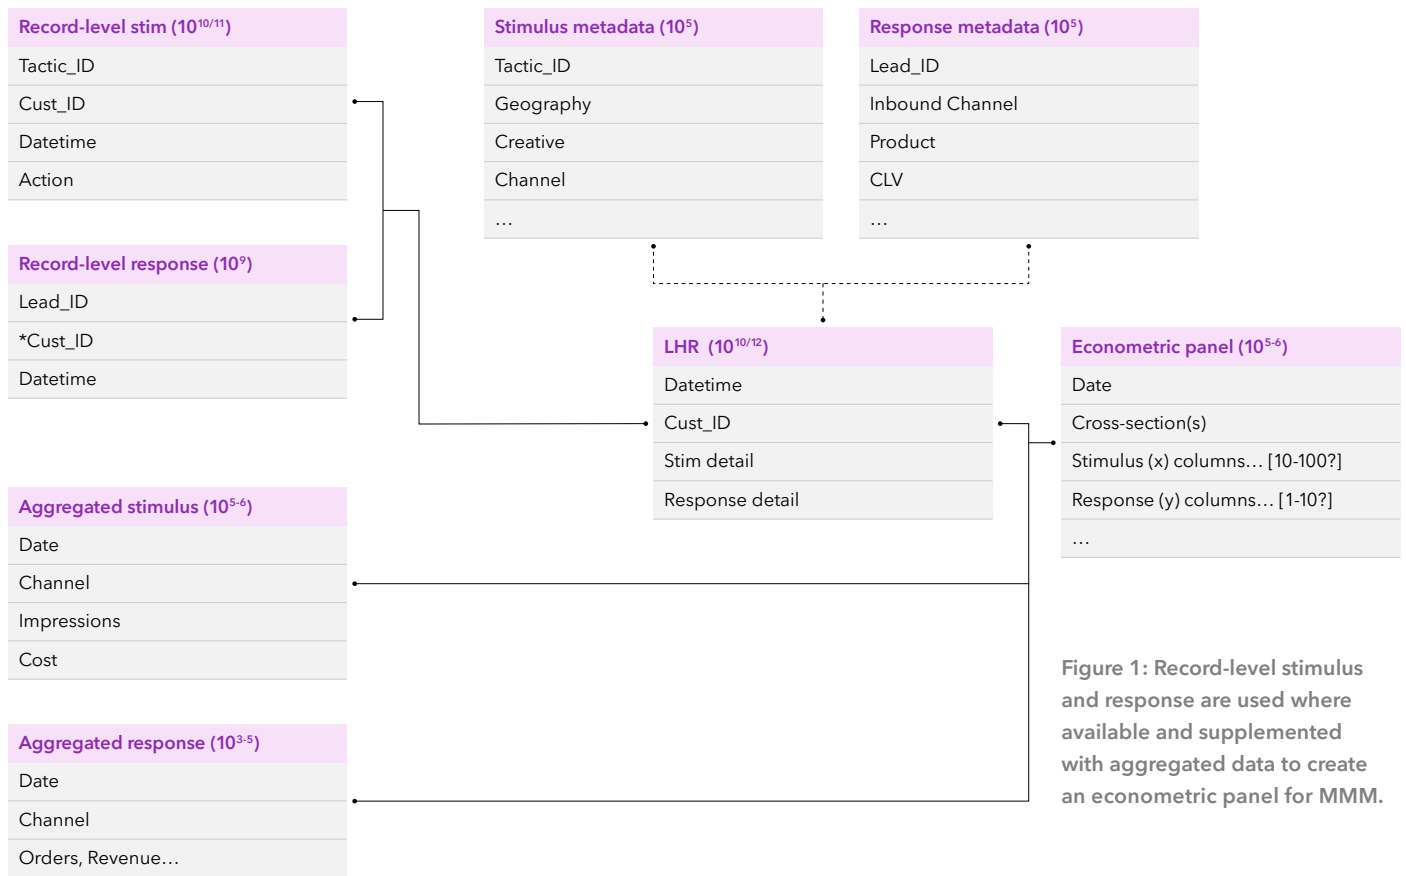 Record-level stim (10^10/11)
Tactic_ID
Cust_ID
Datetime
Action
Stimulus metadata (10^5)
Tactic_ID
Geography
Creative
Channel
…
Response metadata (10^5)
Lead_ID
Inbound Channel
Product
CLV
…
Record-level response (10^9)
Lead_ID
*Cust_ID
Datetime
LHR (10^10/12)
Datetime
Cust_ID
Stim detail
Response detail
Econometric panel (10^5-6)
Date
Cross-section(s)
Stimulus (x) columns… [10-100?]
Response (y) columns… [1-10?]
…
Aggregated stimulus (10^5-6)
Date
Channel
Impressions
Cost
Aggregated response (10^3-5)
Date
Channel
Orders, Revenue…
Figure 1: Record-level stimulus
and response are used where
available and supplemented
with aggregated data to create
an econometric panel for MMM.